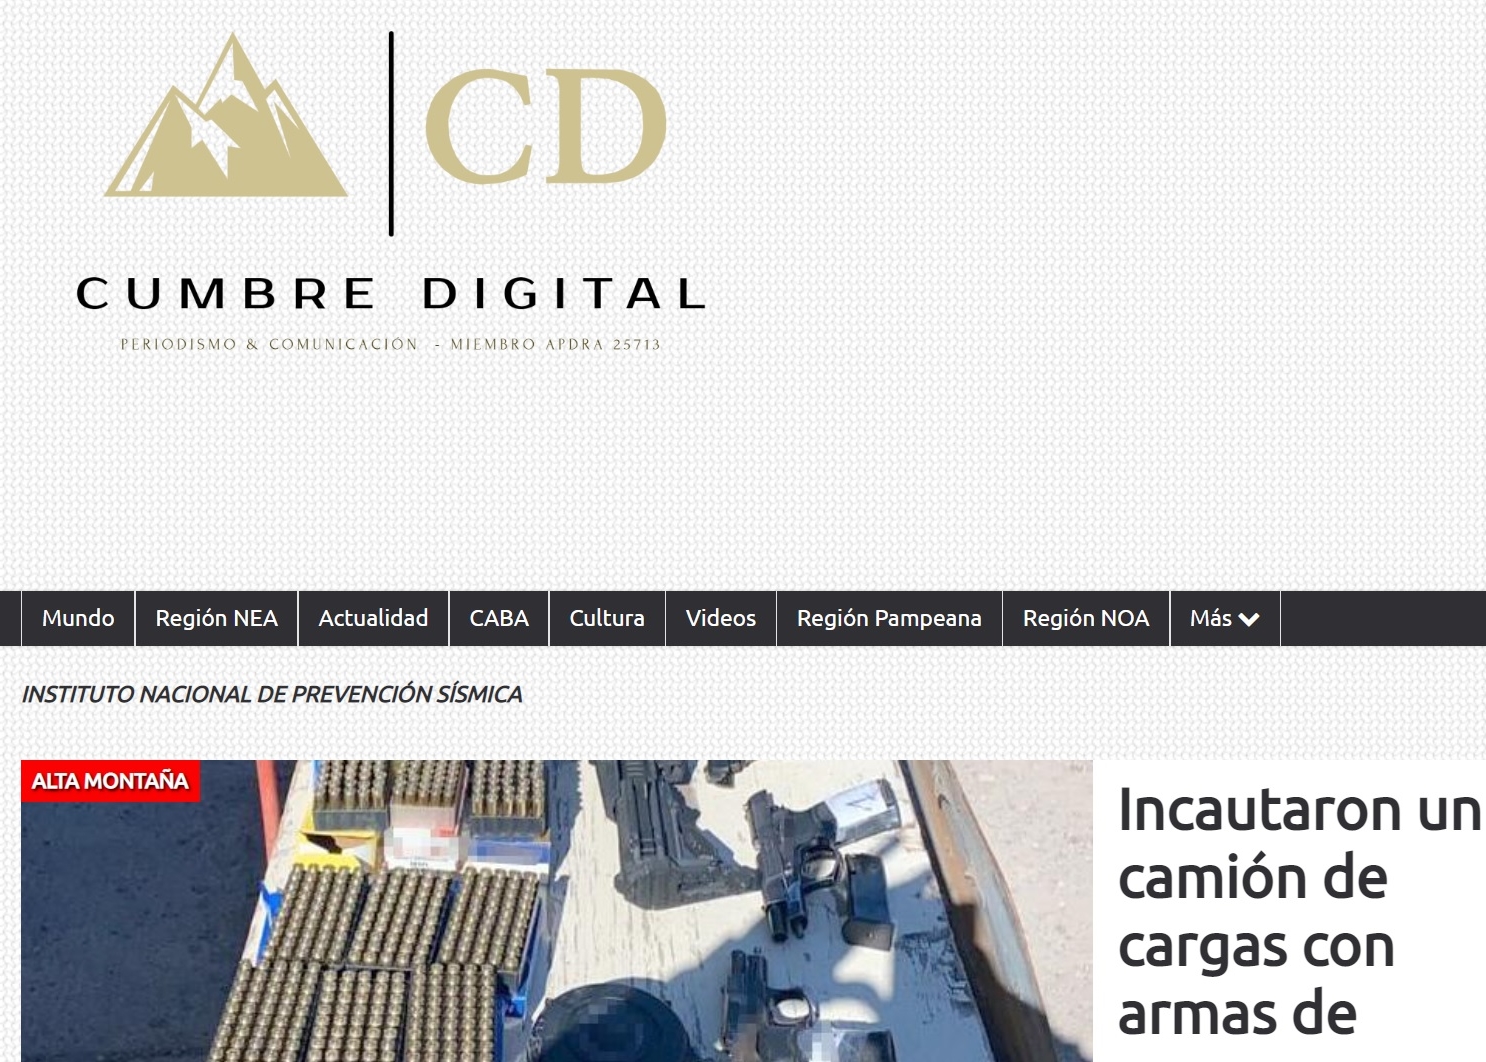 CD
CUMBRE DIGITAL
PERIODISMO & COMUNICACIÓN - MIEMBRO APDRA 25713
Mundo Región NEA Actualidad CABA Cultura Videos Región Pampeana Región NOA Más
INSTITUTO NACIONAL DE PREVENCIÓN SÍSMICA
ALTA MONTAÑA
Incautaron un
camión de
cargas con
armas de